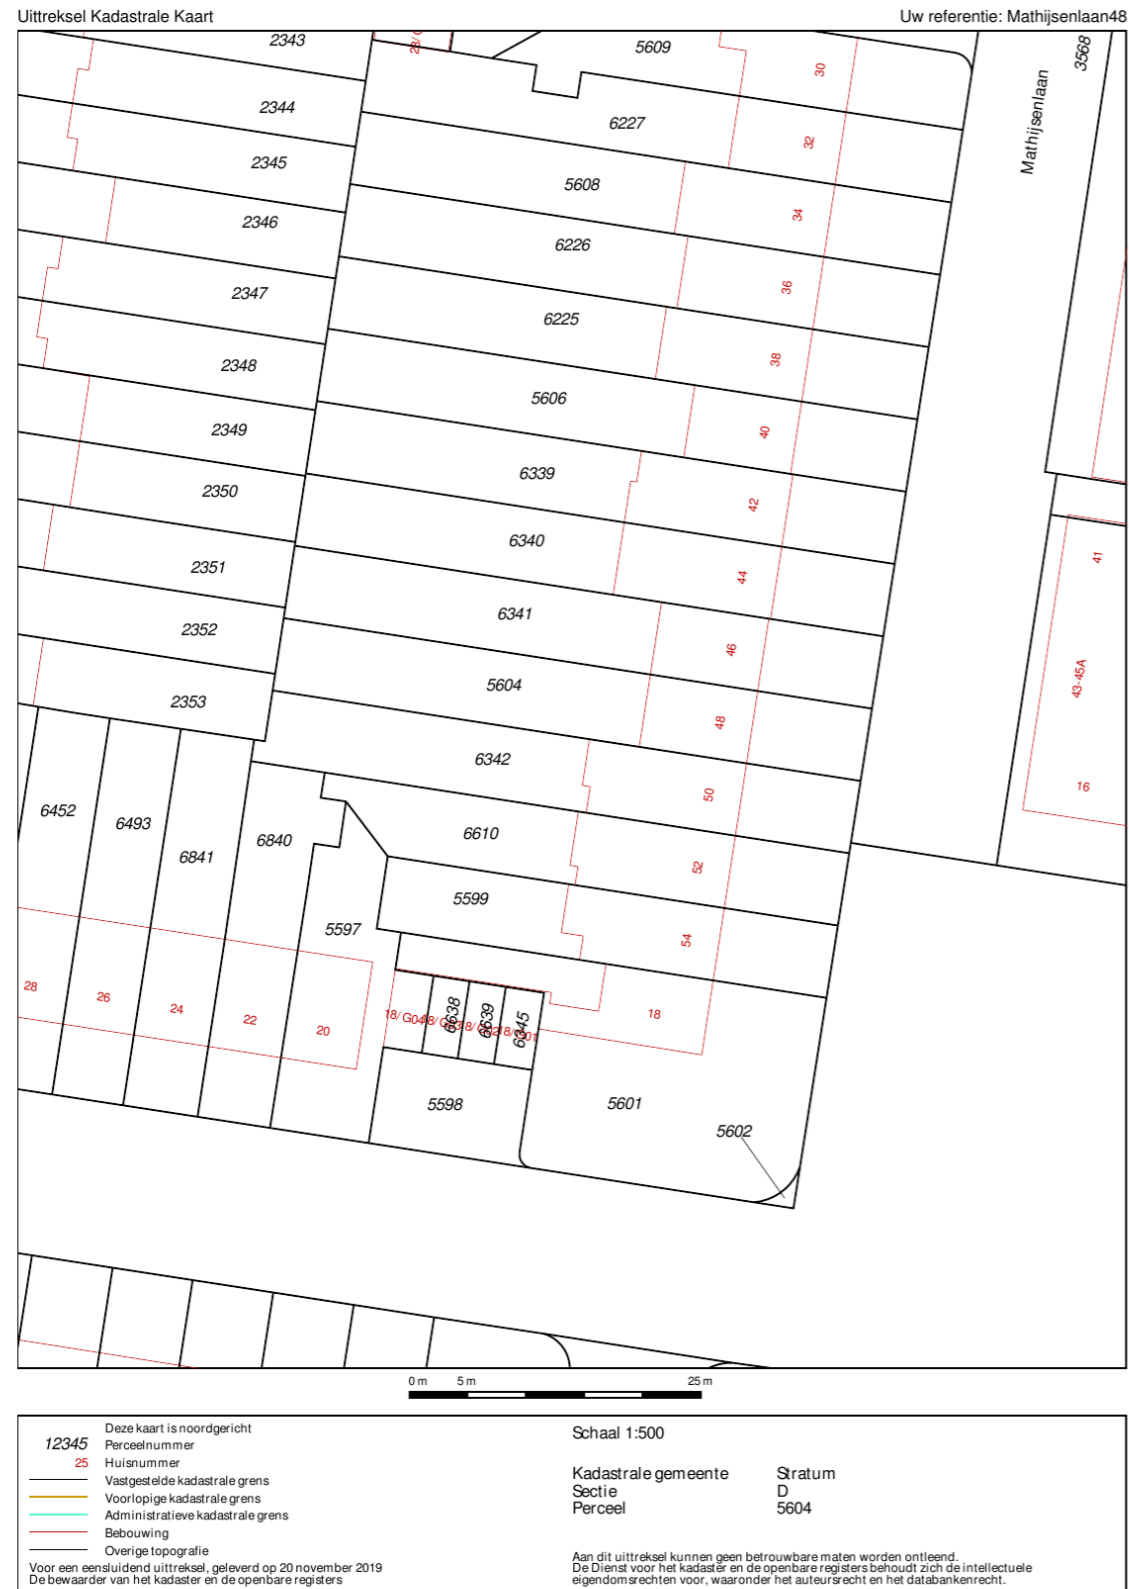 Uittreksel Kadastrale Kaart
Uw referentie: Mathijsenlaan48
2343
5609
3568
30
Mathijsenlaan
2344
6227
32
2345
5608
34
2346
6226
36
2347
6225
38
2348
5606
40
2349
6339
42
2350
6340
44
41
2351
6341
46
2352
5604
48
43-45A
2353
6342
50
16
6452
6493
6841
6840
6610
52
5599
54
5597
28
26
24
22
20
18/G04
6638
6639
6345
18
5598
5601
5602
0 m 5 m 25 m
Deze kaart is noordgericht
12345 Perceelnummer
25 Huisnummer
Vastgestelde kadastrale grens
Voorlopige kadastrale grens
Administratieve kadastrale grens
Bebouwing
Overige topografie
Voor een eensluidend uittreksel, geleverd op 20 november 2019
De bewaarder van het kadaster en de openbare registers
Schaal 1:500
Kadastrale gemeente Stratum
Sectie D
Perceel 5604
Aan dit uittreksel kunnen geen betrouwbare maten worden ontleend.
De Dienst voor het kadaster en de openbare registers behoudt zich de intellectuele
eigendomsrechten voor, waaronder het auteursrecht en het databankenrecht.